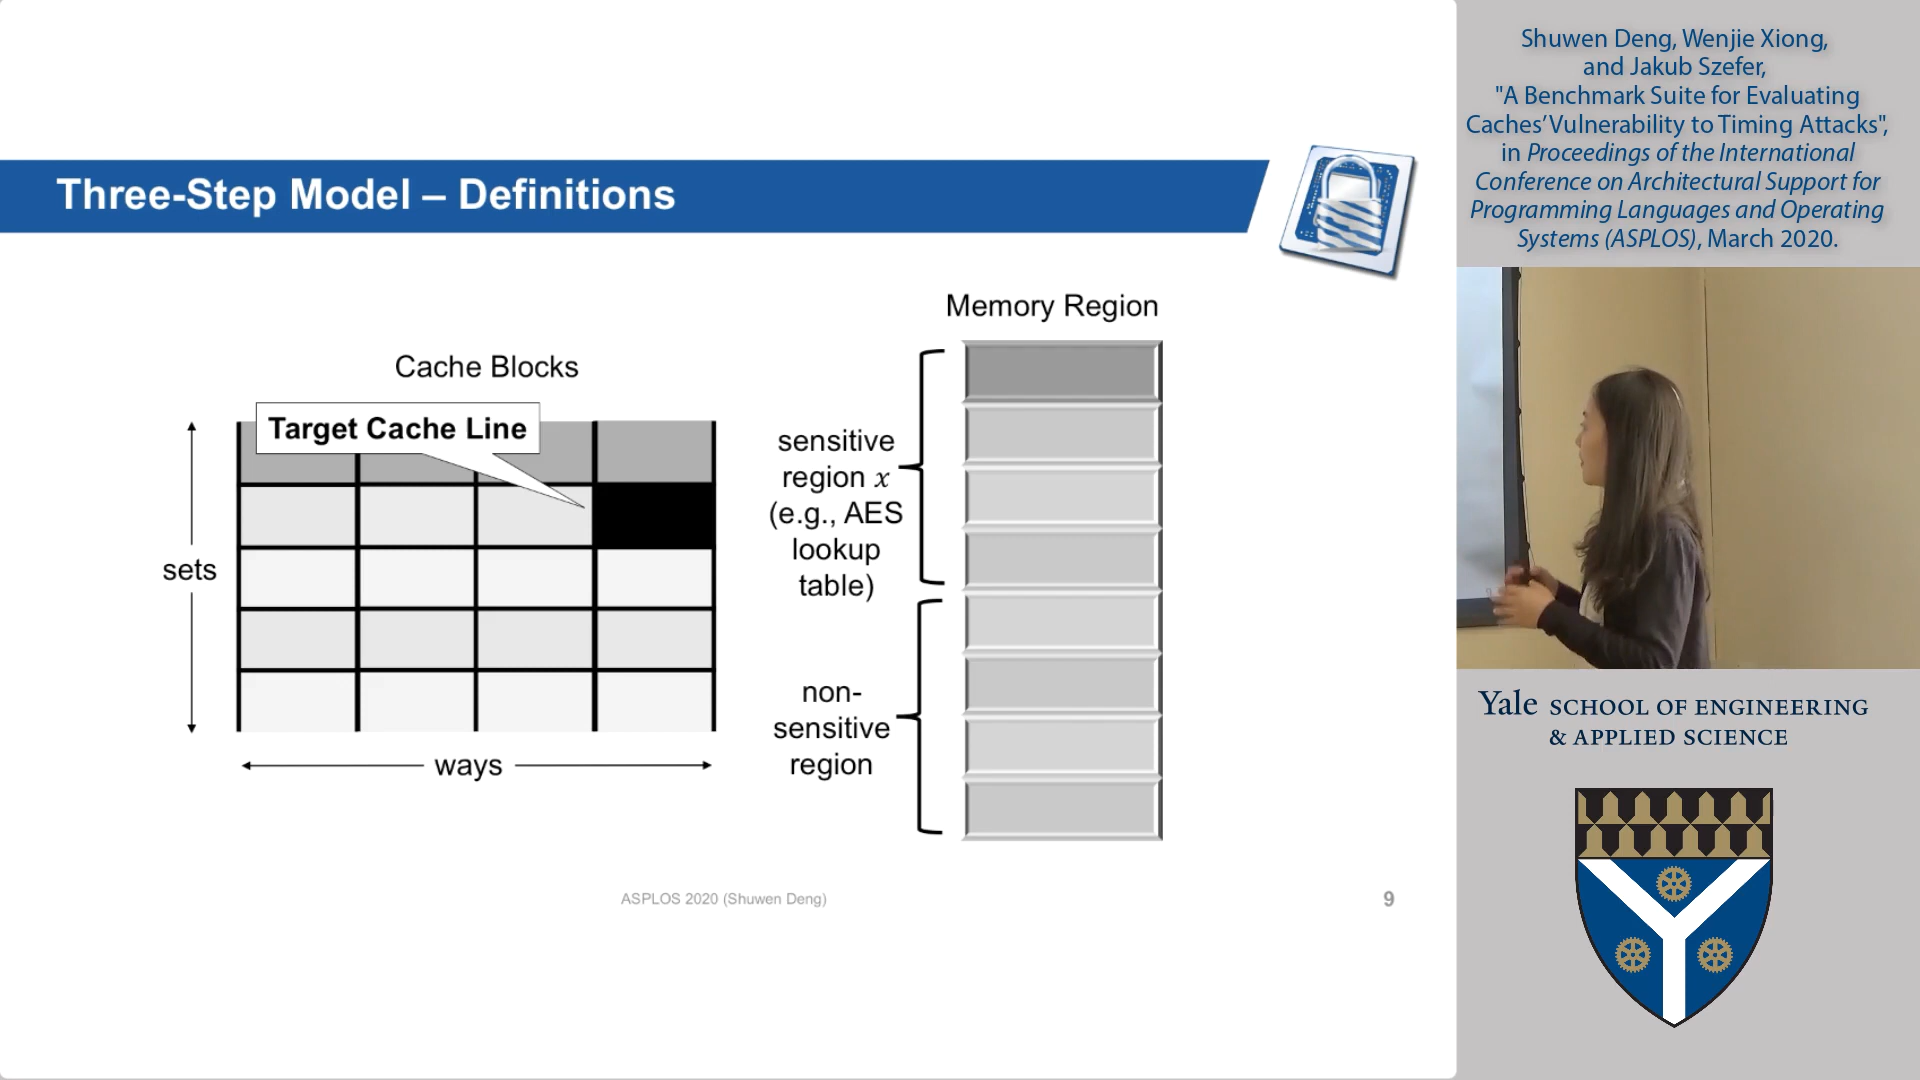 Three-Step Model – Definitions
Cache Blocks
Target Cache Line
sets
ways
Memory Region
sensitive
region x
(e.g., AES
lookup
table)
non-
sensitive
region
ASPLOS 2020 (Shuwen Deng)
9
Shuwen Deng, Wenjie Xiong,
and Jakub Szefer,
"A Benchmark Suite for Evaluating
Caches’ Vulnerability to Timing Attacks",
in Proceedings of the International
Conference on Architectural Support for
Programming Languages and Operating
Systems (ASPLOS), March 2020.
Yale SCHOOL OF ENGINEERING
& APPLIED SCIENCE